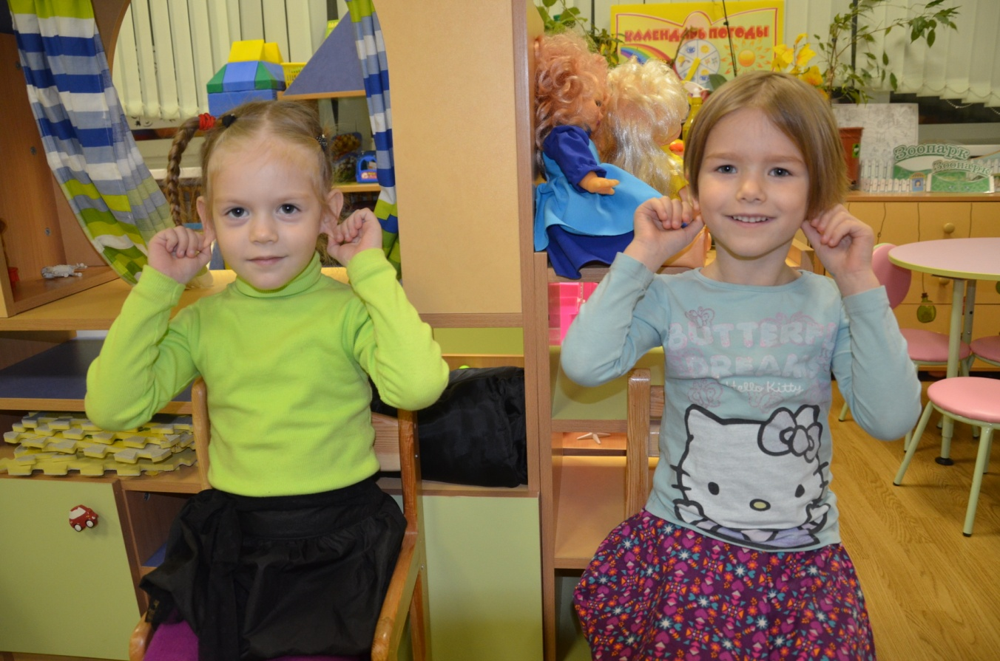 КАЛЕНДАРЬ ПОГОДЫ
Зоопарк
Зоопарк
BUTTERFLY
DREAMS
Hello Kitty